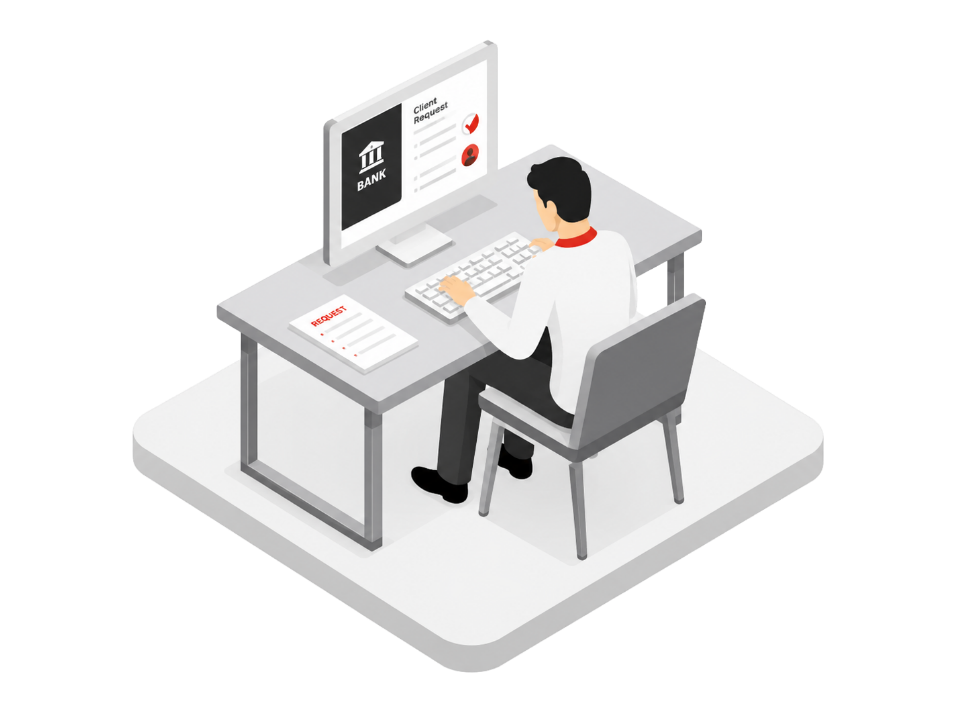 BANK
Client
Request
REQUEST